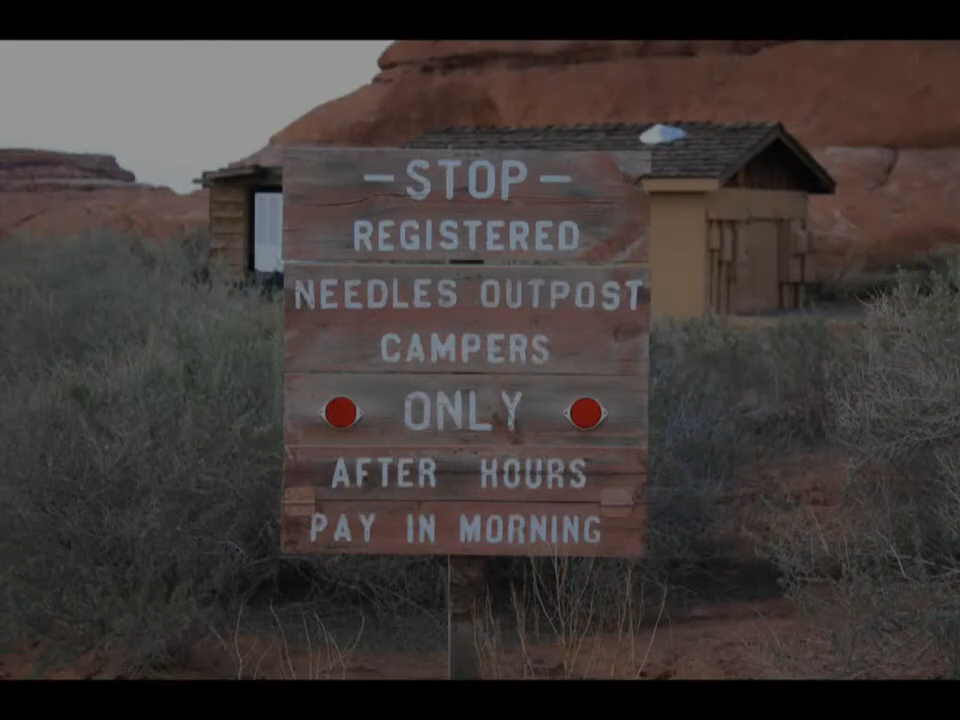 - STOP -
REGISTERED
NEEDLES OUTPOST
CAMPERS
ONLY
AFTER HOURS
PAY IN MORNING